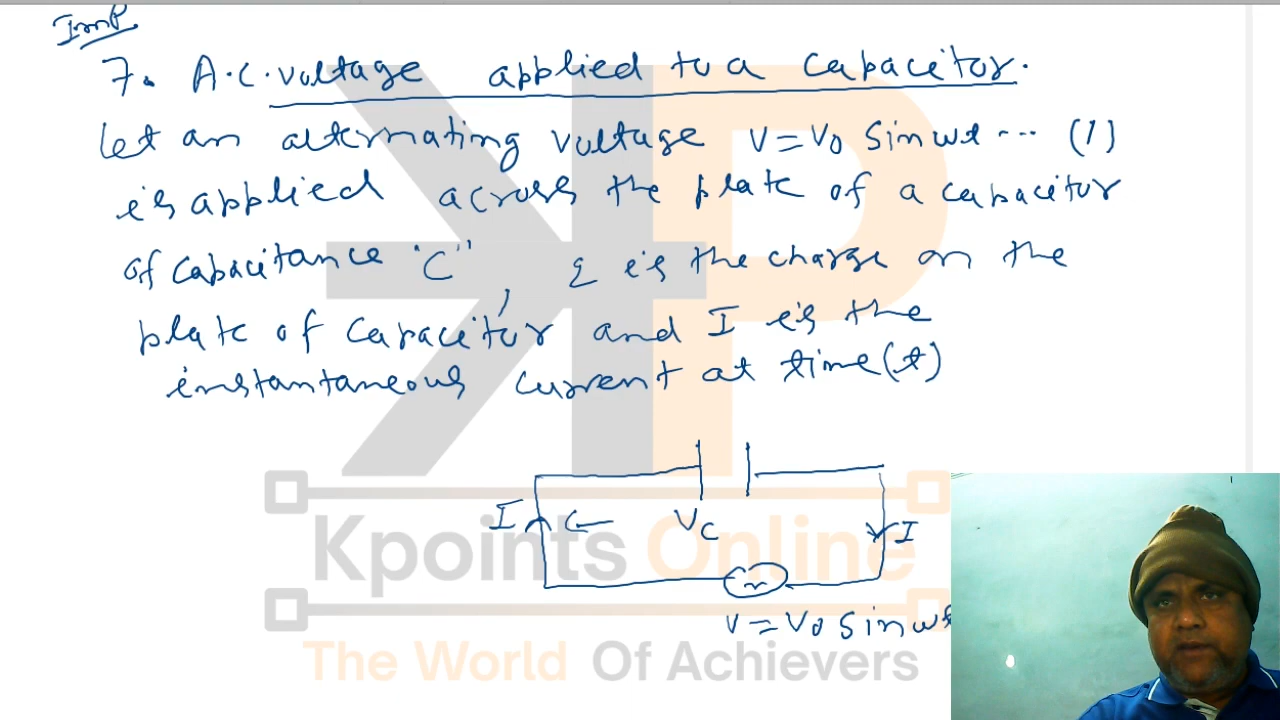 Imp.
7. A.C. voltage applied to a capacitor.
Let an alternating voltage V = V0 Sin wt --- (1)
is applied across the plate of a capacitor
of capacitance "C", q is the charge on the
plate of capacitor and I is the
instantaneous current at time (t)
I VC I
V = V0 Sin wt
Kpoints Online
The World Of Achievers